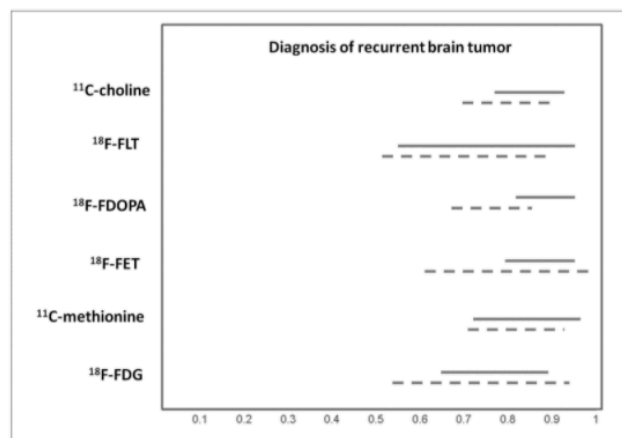 Diagnosis of recurrent brain tumor
¹¹C-choline
¹⁸F-FLT
¹⁸F-FDOPA
¹⁸F-FET
¹¹C-methionine
¹⁸F-FDG
0.1 0.2 0.3 0.4 0.5 0.6 0.7 0.8 0.9 1